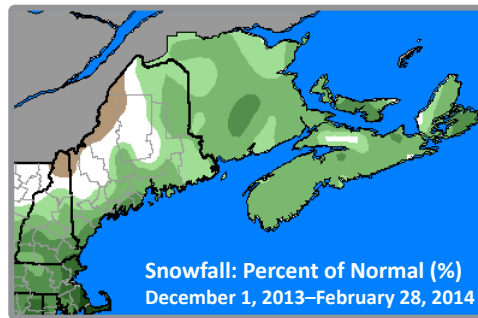 Snowfall: Percent of Normal (%)
December 1, 2013–February 28, 2014